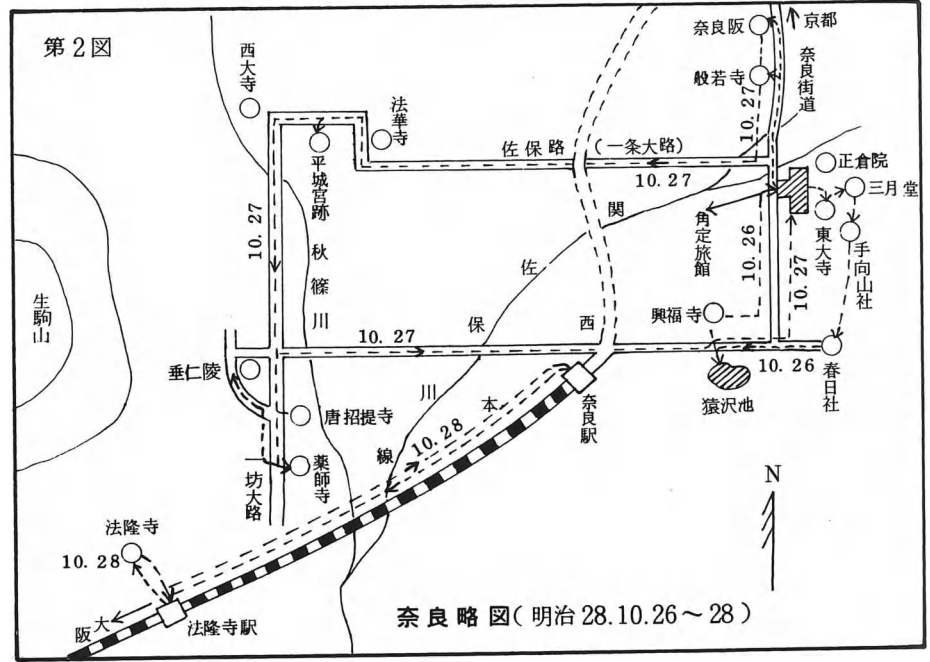 第2図
奈良阪
京都
般若寺
奈良街道
西大寺
法華寺
10.27
平城宮跡
佐保路
(一条大路)
10.27
正倉院
三月堂
東大寺
手向山社
角定旅館
10.27
秋篠川
関
西
本
線
佐
保
川
10.26
10.27
生駒山
興福寺
10.27
10.26
春日社
猿沢池
奈良駅
垂仁陵
唐招提寺
10.28
一坊大路
薬師寺
法隆寺
10.28
法隆寺駅
大阪
N
奈良略図(明治28.10.26~28)